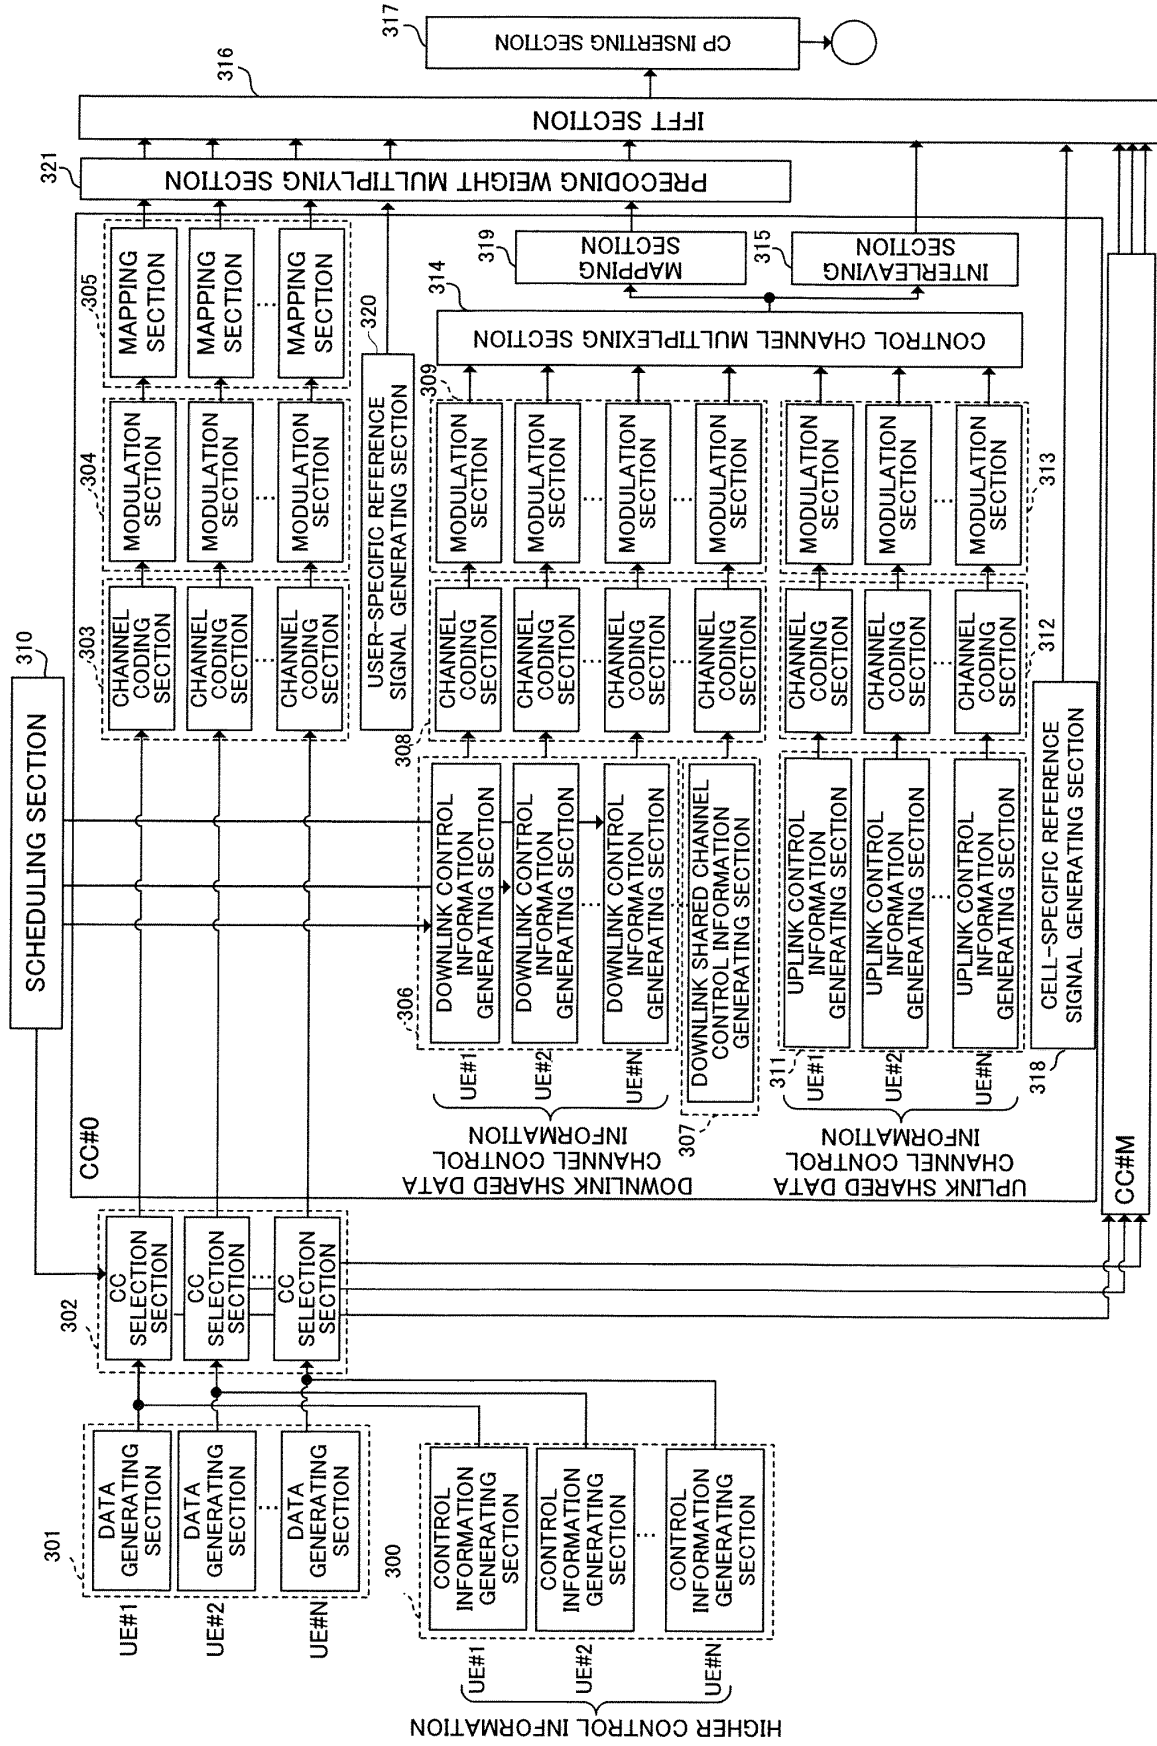 310
SCHEDULING SECTION
CC#0
301
UE#1
DATA
GENERATING
SECTION
UE#2
DATA
GENERATING
SECTION
...
UE#N
DATA
GENERATING
SECTION
302
CC
SELECTION
SECTION
CC
SELECTION
SECTION
...
CC
SELECTION
SECTION
303
CHANNEL
CODING
SECTION
CHANNEL
CODING
SECTION
...
CHANNEL
CODING
SECTION
304
MODULATION
SECTION
MODULATION
SECTION
...
MODULATION
SECTION
305
MAPPING
SECTION
MAPPING
SECTION
...
MAPPING
SECTION
321
PRECODING WEIGHT MULTIPLYING SECTION
316
IFFT SECTION
317
CP INSERTING SECTION
320
USER-SPECIFIC REFERENCE
SIGNAL GENERATING SECTION
HIGHER CONTROL INFORMATION
300
UE#1
CONTROL
INFORMATION
GENERATING
SECTION
UE#2
CONTROL
INFORMATION
GENERATING
SECTION
...
UE#N
CONTROL
INFORMATION
GENERATING
SECTION
DOWNLINK SHARED DATA
CHANNEL CONTROL
INFORMATION
306
UE#1
DOWNLINK CONTROL
INFORMATION
GENERATING SECTION
UE#2
DOWNLINK CONTROL
INFORMATION
GENERATING SECTION
...
UE#N
DOWNLINK CONTROL
INFORMATION
GENERATING SECTION
307
DOWNLINK SHARED CHANNEL
CONTROL INFORMATION
GENERATING SECTION
308
CHANNEL
CODING
SECTION
CHANNEL
CODING
SECTION
...
CHANNEL
CODING
SECTION
...
CHANNEL
CODING
SECTION
309
MODULATION
SECTION
MODULATION
SECTION
...
MODULATION
SECTION
...
MODULATION
SECTION
314
CONTROL CHANNEL MULTIPLEXING SECTION
319
MAPPING
SECTION
315
INTERLEAVING
SECTION
UPLINK SHARED DATA
CHANNEL CONTROL
INFORMATION
311
UE#1
UPLINK CONTROL
INFORMATION
GENERATING SECTION
UE#2
UPLINK CONTROL
INFORMATION
GENERATING SECTION
...
UE#N
UPLINK CONTROL
INFORMATION
GENERATING SECTION
312
CHANNEL
CODING
SECTION
CHANNEL
CODING
SECTION
...
CHANNEL
CODING
SECTION
313
MODULATION
SECTION
MODULATION
SECTION
...
MODULATION
SECTION
318
CELL-SPECIFIC REFERENCE
SIGNAL GENERATING SECTION
CC#M